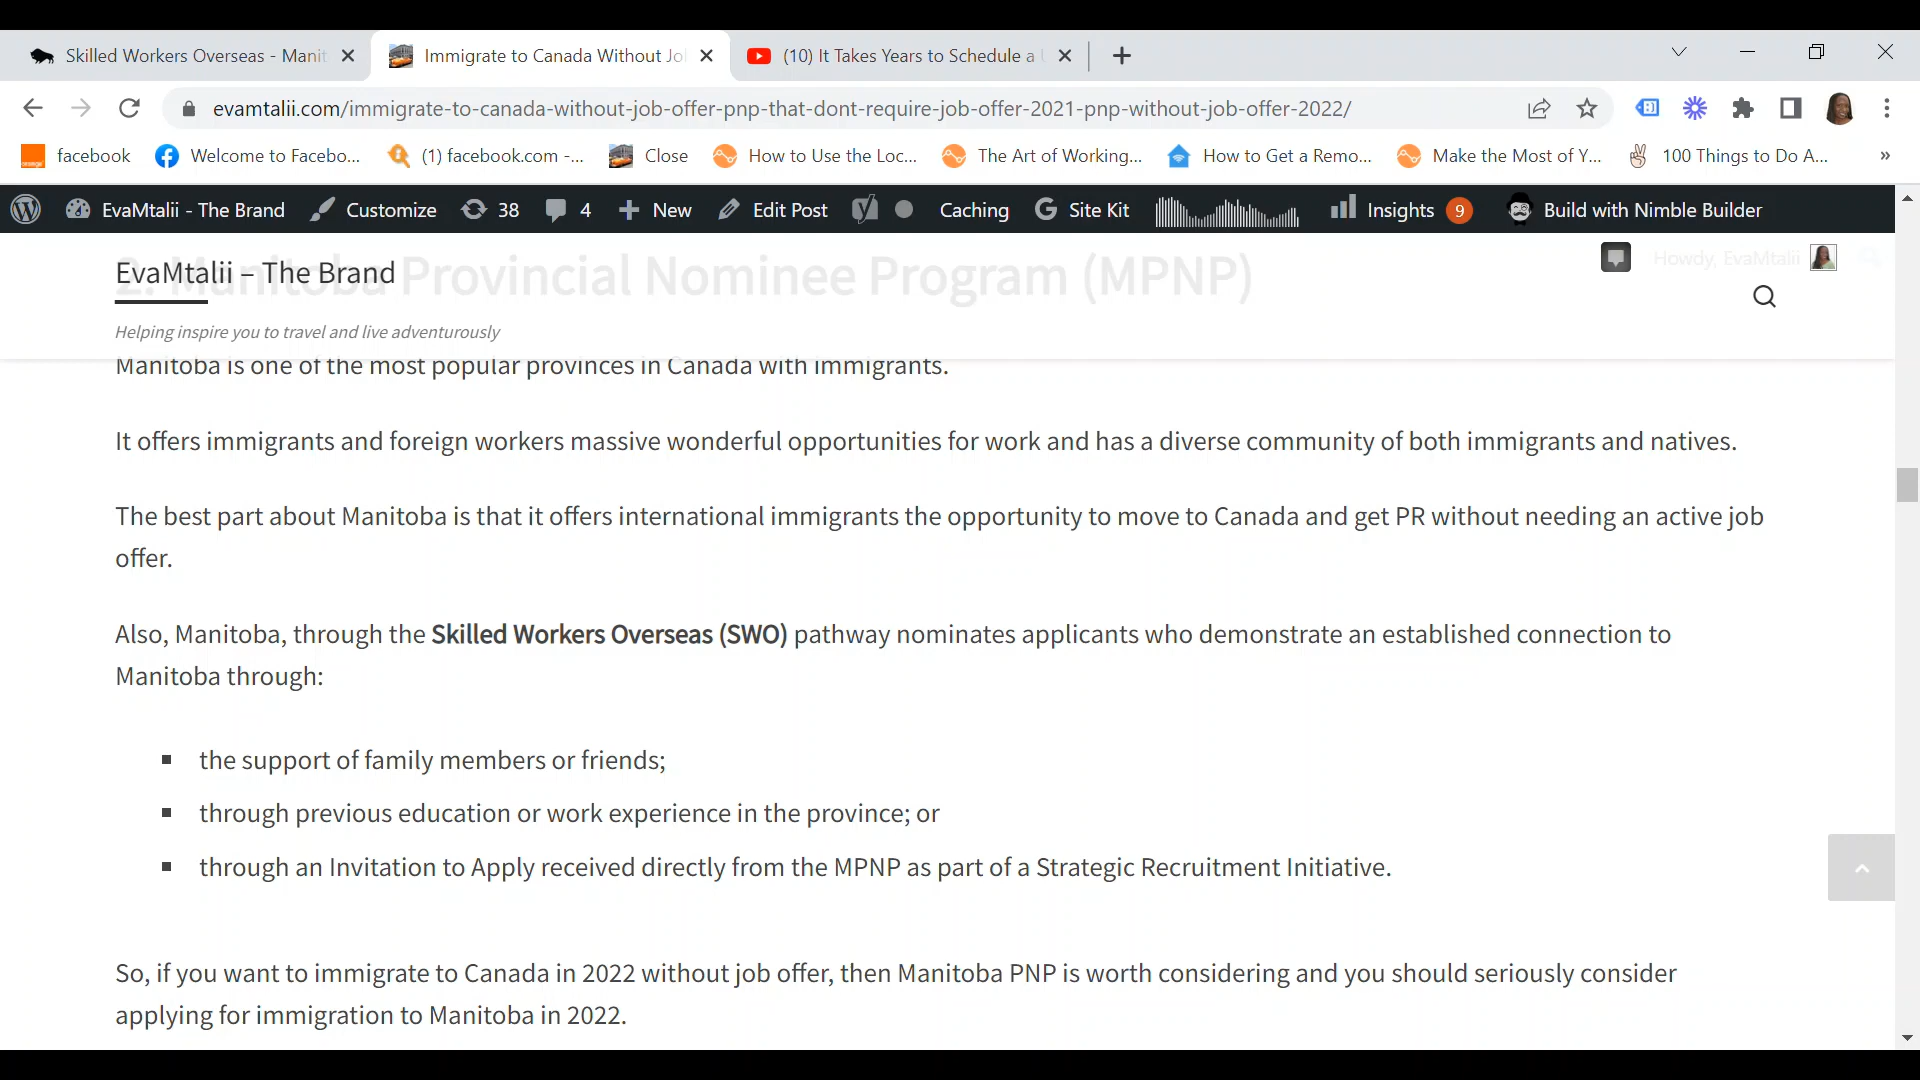 Skilled Workers Overseas - Manit
Immigrate to Canada Without Jo
(10) It Takes Years to Schedule a
evamtalii.com/immigrate-to-canada-without-job-offer-pnp-that-dont-require-job-offer-2021-pnp-without-job-offer-2022/
facebook
Welcome to Facebo...
(1) facebook.com -...
Close
How to Use the Loc...
The Art of Working...
How to Get a Remo...
Make the Most of Y...
100 Things to Do A...
»
EvaMtalii - The Brand
Customize
38
4
New
Edit Post
Caching
Site Kit
Insights 9
Build with Nimble Builder
Howdy, EvaMtalii
EvaMtalii – The Brand
2. Manitoba Provincial Nominee Program (MPNP)
Helping inspire you to travel and live adventurously
Manitoba is one of the most popular provinces in Canada with immigrants.
It offers immigrants and foreign workers massive wonderful opportunities for work and has a diverse community of both immigrants and natives.
The best part about Manitoba is that it offers international immigrants the opportunity to move to Canada and get PR without needing an active job
offer.
Also, Manitoba, through the Skilled Workers Overseas (SWO) pathway nominates applicants who demonstrate an established connection to
Manitoba through:
the support of family members or friends;
through previous education or work experience in the province; or
through an Invitation to Apply received directly from the MPNP as part of a Strategic Recruitment Initiative.
So, if you want to immigrate to Canada in 2022 without job offer, then Manitoba PNP is worth considering and you should seriously consider
applying for immigration to Manitoba in 2022.